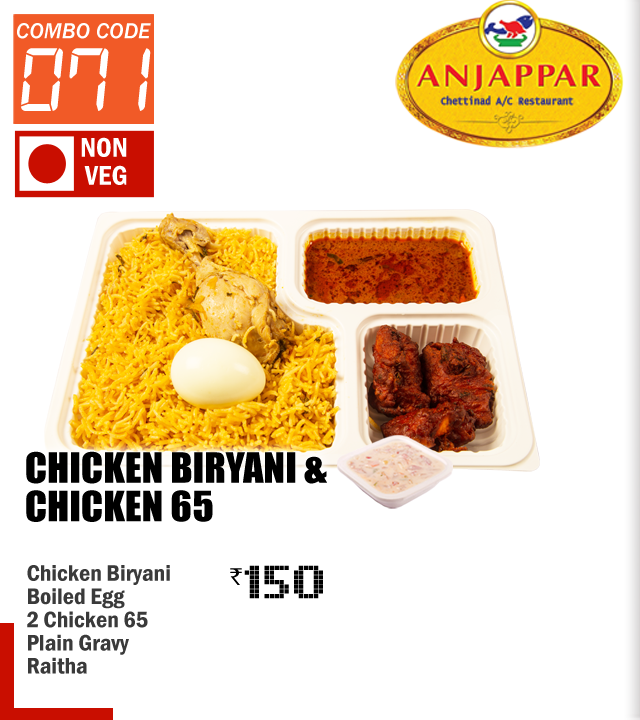 COMBO CODE
071
NON
VEG
ANJAPPAR
Chettinad A/C Restaurant
CHICKEN BIRYANI &
CHICKEN 65
Chicken Biryani
Boiled Egg
2 Chicken 65
Plain Gravy
Raitha
₹150